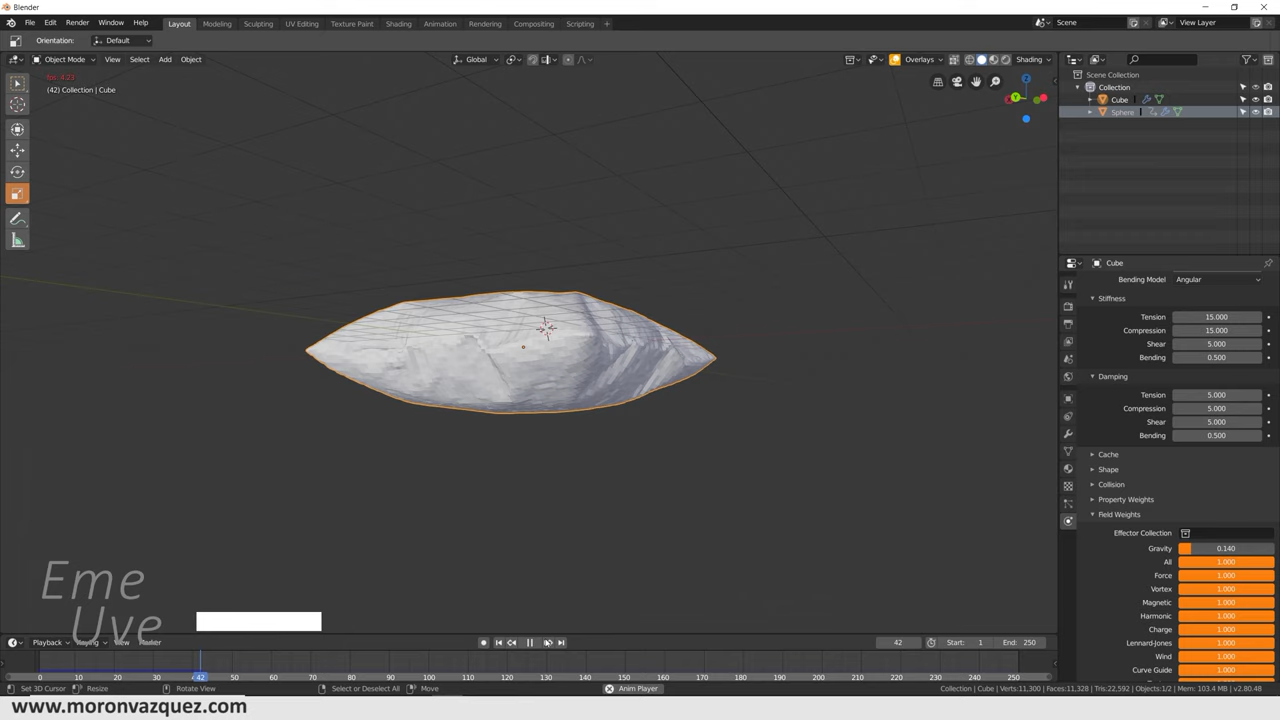 Blender
File Edit Render Window Help Layout Modeling Sculpting UV Editing Texture Paint Shading Animation Rendering Compositing Scripting + Scene View Layer
Orientation: Default
Object Mode View Select Add Object Global Overlays Shading
fps: 4.23
(42) Collection | Cube
Scene Collection
Collection
Cube
Sphere
Cube
Bending Model Angular
Stiffness
Tension 15.000
Compression 15.000
Shear 5.000
Bending 0.500
Damping
Tension 5.000
Compression 5.000
Shear 5.000
Bending 0.500
Cache
Shape
Collision
Property Weights
Field Weights
Effector Collection
Gravity 0.140
All 1.000
Force 1.000
Vortex 1.000
Magnetic 1.000
Harmonic 1.000
Charge 1.000
Lennard-Jones 1.000
Wind 1.000
Curve Guide 1.000
Eme
Uve
Playback Keying View Marker 42 Start: 1 End: 250
0 10 20 30 42 50 60 70 80 90 100 110 120 130 140 150 160 170 180 190 200 210 220 230 240 250
Set 3D Cursor Resize Rotate View Select or Deselect All Move Anim Player Collection | Cube | Verts:11,300 | Faces:11,328 | Tris:22,592 | Objects:1/2 | Mem: 103.4 MB | v2.80.48
www.moronvazquez.com